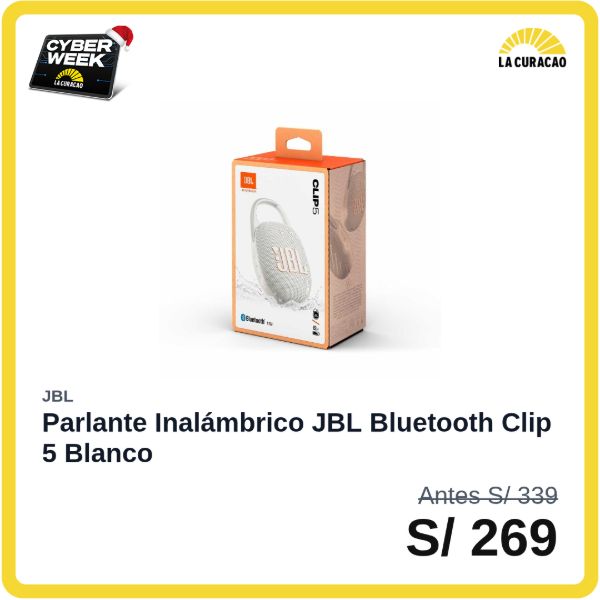 CYBER
WEEK
LA CURACAO
LA CURACAO
JBL
CLIP5
JBL
Bluetooth
JBL
Parlante Inalámbrico JBL Bluetooth Clip
5 Blanco
Antes S/ 339
S/ 269